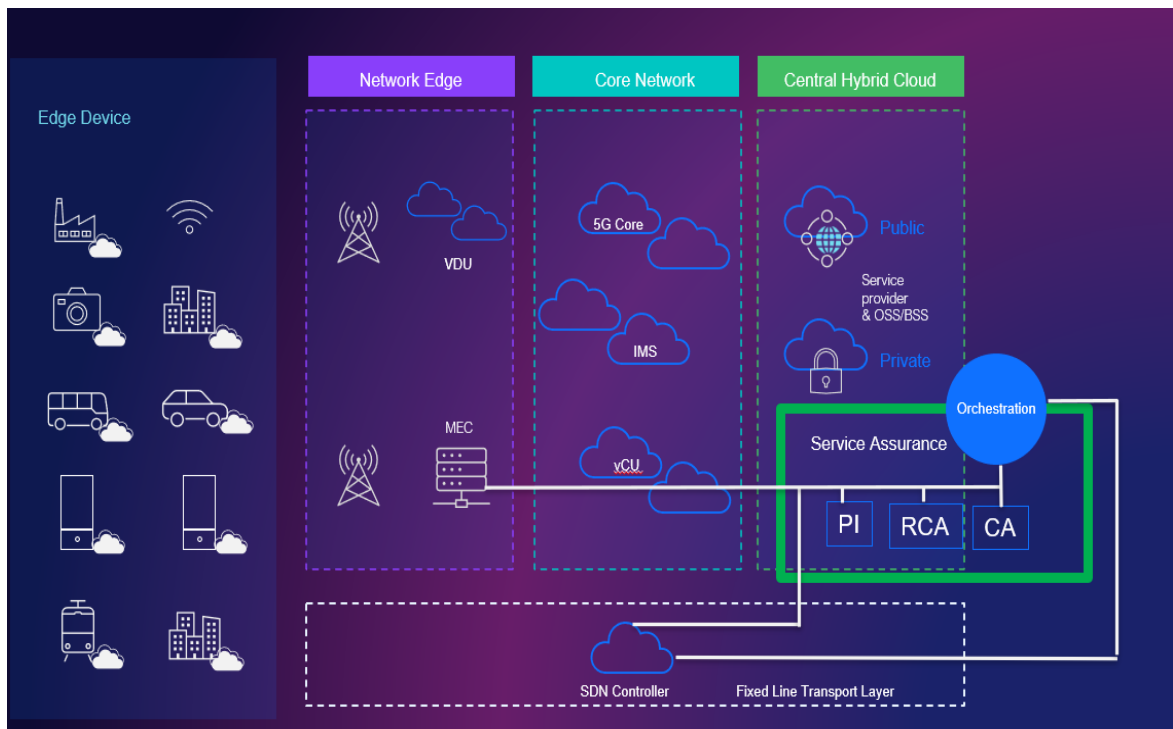 Network Edge
Core Network
Central Hybrid Cloud
Edge Device
VDU
5G Core
Public
Service
provider
& OSS/BSS
IMS
Private
Orchestration
MEC
Service Assurance
vCU
PI
RCA
CA
SDN Controller
Fixed Line Transport Layer